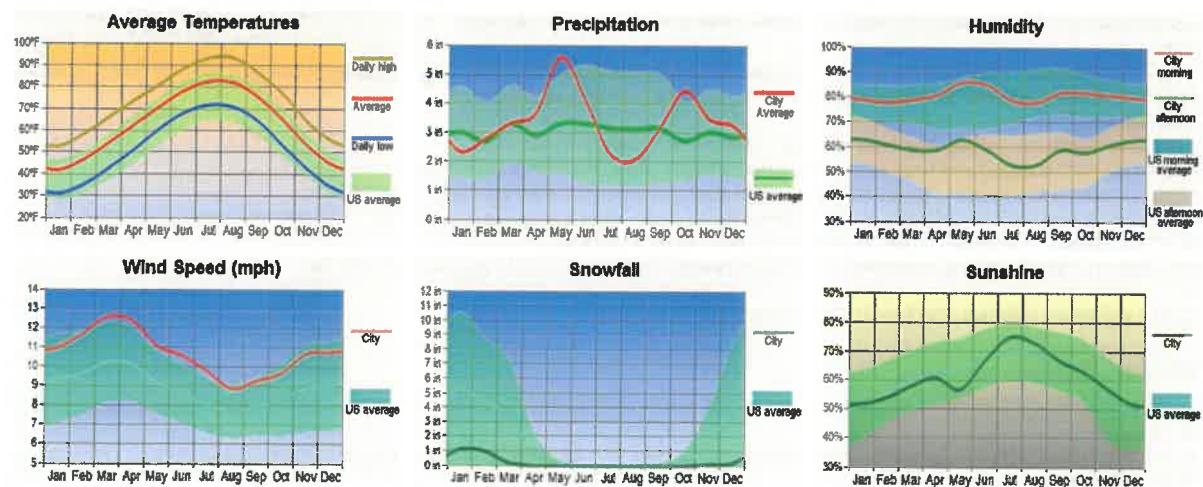 Average Temperatures
100°F
90°F
80°F
70°F
60°F
50°F
40°F
30°F
20°F
Jan Feb Mar Apr May Jun Jul Aug Sep Oct Nov Dec
Daily high
Average
Daily low
US average
Precipitation
6 in
5 in
4 in
3 in
2 in
1 in
0 in
Jan Feb Mar Apr May Jun Jul Aug Sep Oct Nov Dec
City
Average
US average
Humidity
100%
90%
80%
70%
60%
50%
40%
30%
Jan Feb Mar Apr May Jun Jul Aug Sep Oct Nov Dec
City
morning
City
afternoon
US morning
average
US afternoon
average
Wind Speed (mph)
14
13
12
11
10
9
8
7
6
5
Jan Feb Mar Apr May Jun Jul Aug Sep Oct Nov Dec
City
US average
Snowfall
12 in
11 in
10 in
9 in
8 in
7 in
6 in
5 in
4 in
3 in
2 in
1 in
0 in
Jan Feb Mar Apr May Jun Jul Aug Sep Oct Nov Dec
City
US average
Sunshine
90%
80%
70%
60%
50%
40%
30%
Jan Feb Mar Apr May Jun Jul Aug Sep Oct Nov Dec
City
US average